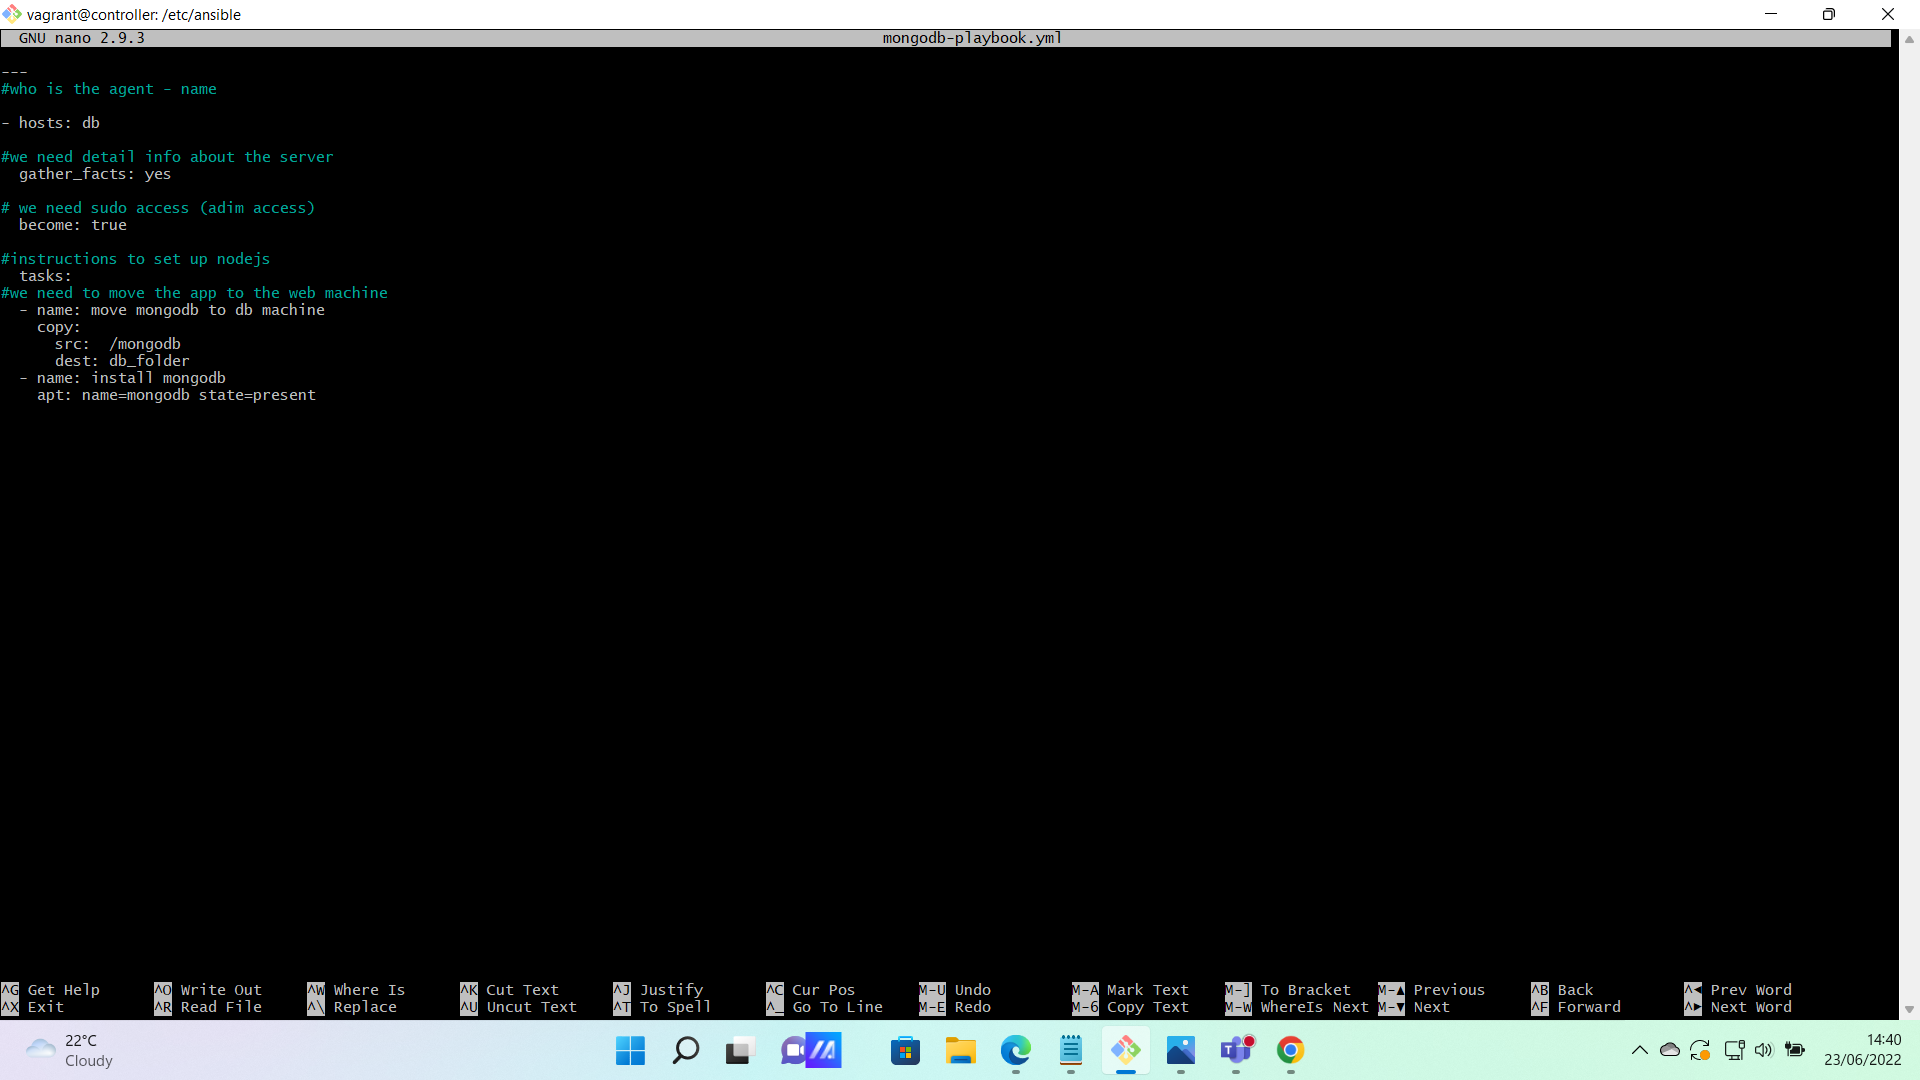 vagrant@controller: /etc/ansible
GNU nano 2.9.3 mongodb-playbook.yml
---
#who is the agent - name
- hosts: db
#we need detail info about the server
gather_facts: yes
# we need sudo access (adim access)
become: true
#instructions to set up nodejs
tasks:
#we need to move the app to the web machine
- name: move mongodb to db machine
copy:
src:  /mongodb
dest: db_folder
- name: install mongodb
apt: name=mongodb state=present
^G Get Help ^O Write Out ^W Where Is ^K Cut Text ^J Justify ^C Cur Pos M-U Undo M-A Mark Text M-] To Bracket M-▲ Previous ^B Back ^◄ Prev Word
^X Exit ^R Read File ^\ Replace ^U Uncut Text ^T To Spell ^_ Go To Line M-E Redo M-6 Copy Text M-W WhereIs Next M-▼ Next ^F Forward ^► Next Word
22°C
Cloudy
14:40
23/06/2022